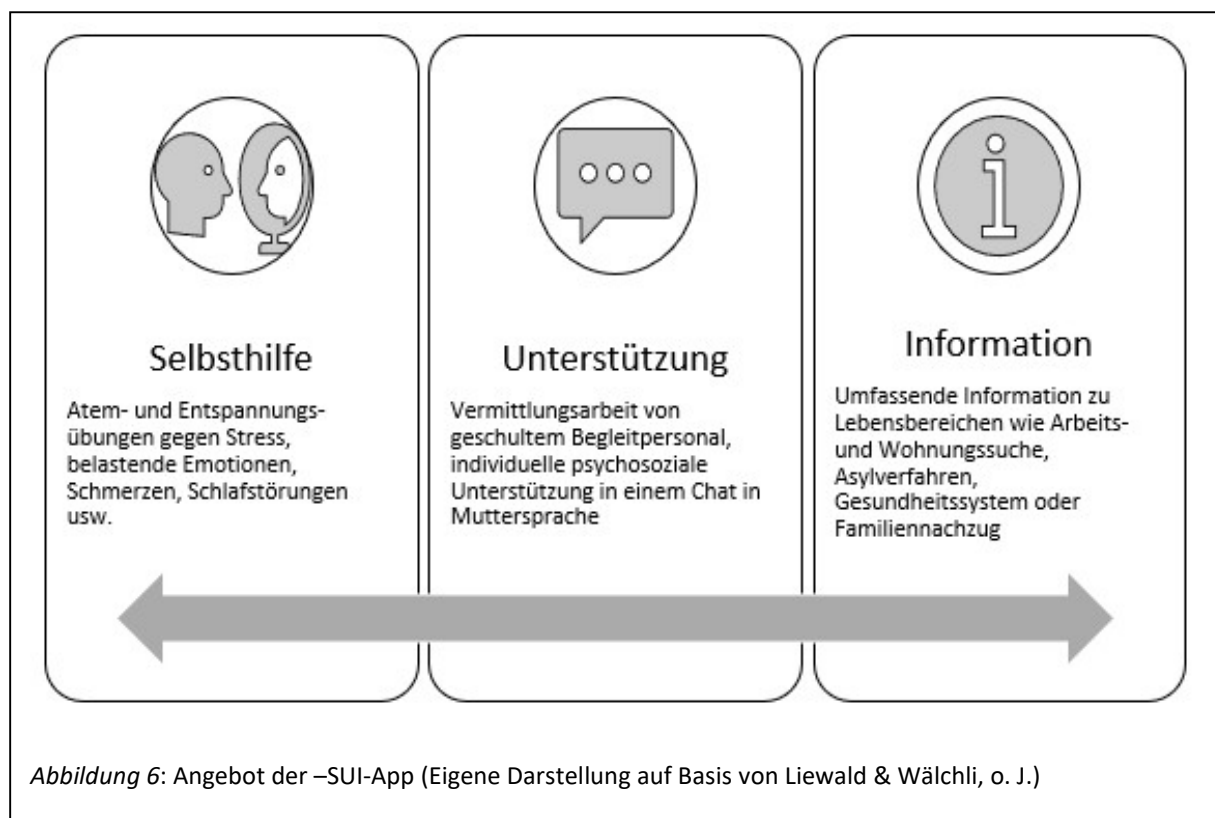 Selbsthilfe
Atem- und Entspannungs-
übungen gegen Stress,
belastende Emotionen,
Schmerzen, Schlafstörungen
usw.
Unterstützung
Vermittlungsarbeit von
geschultem Begleitpersonal,
individuelle psychosoziale
Unterstützung in einem Chat in
Muttersprache
Information
Umfassende Information zu
Lebensbereichen wie Arbeits-
und Wohnungssuche,
Asylverfahren,
Gesundheitssystem oder
Familiennachzug
Abbildung 6: Angebot der –SUI-App (Eigene Darstellung auf Basis von Liewald & Wälchli, o. J.)